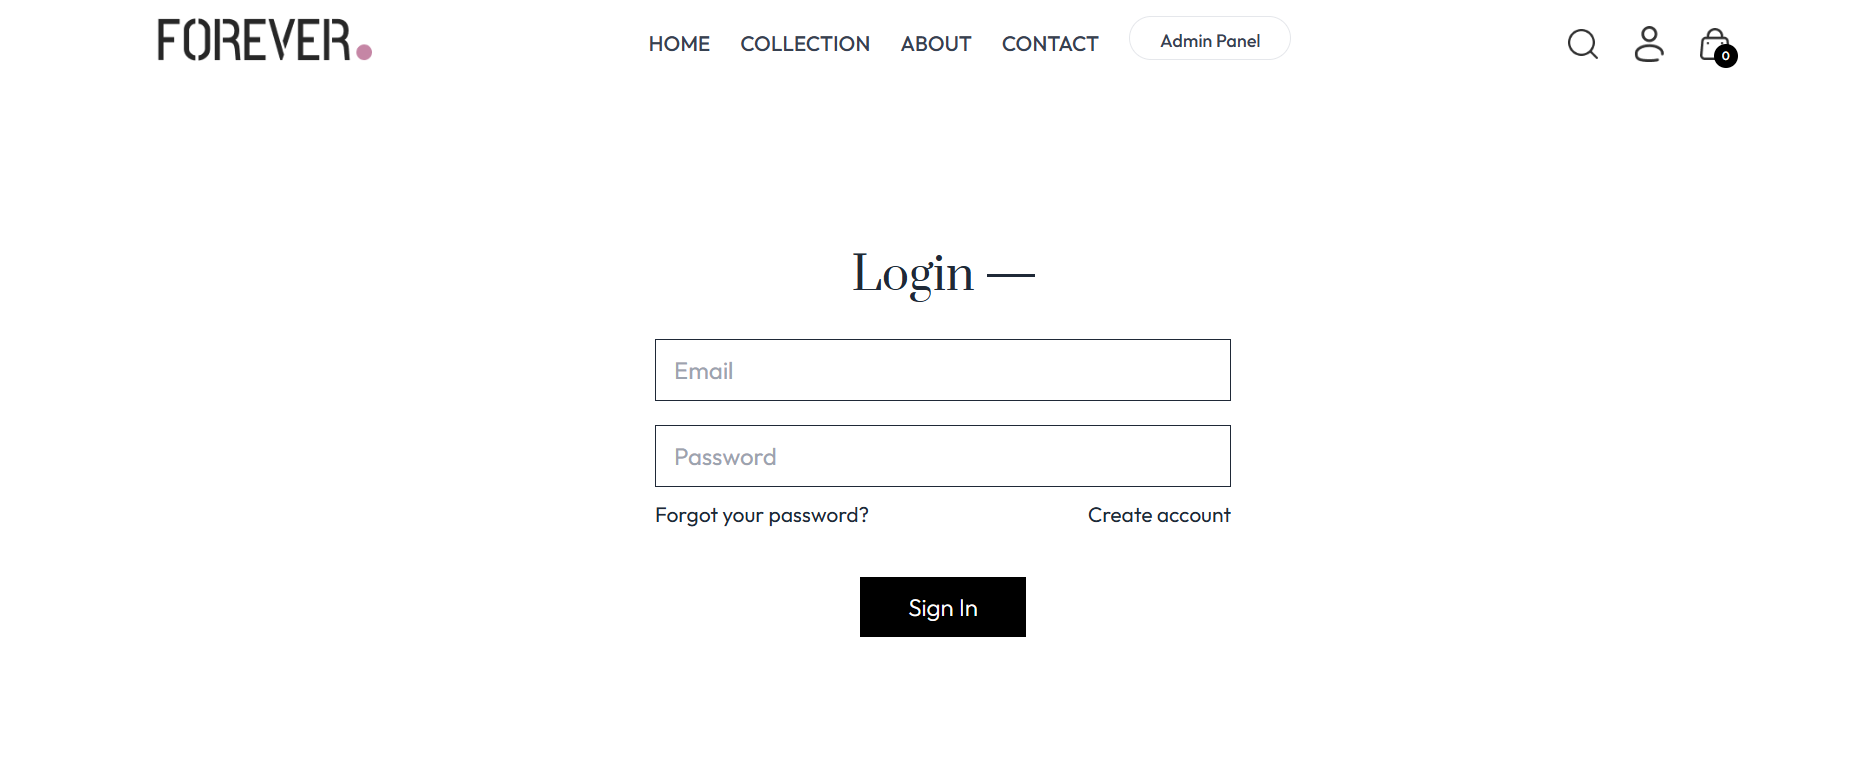 FOREVER.
HOME COLLECTION ABOUT CONTACT Admin Panel
0
Login —
Email
Password
Forgot your password? Create account
Sign In